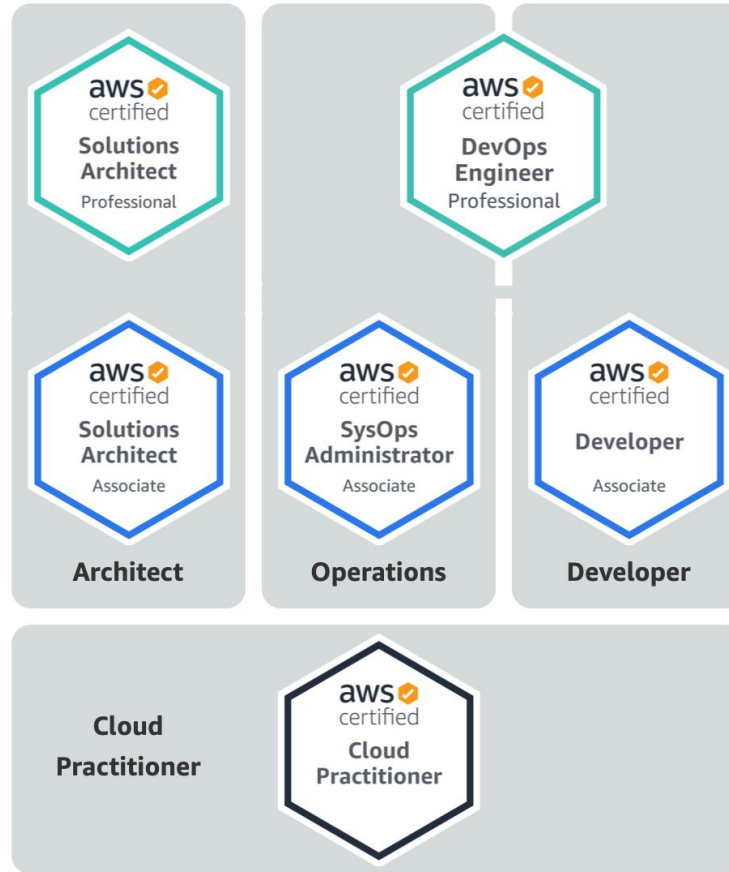 aws
certified
Solutions
Architect
Professional
aws
certified
DevOps
Engineer
Professional
aws
certified
Solutions
Architect
Associate
aws
certified
SysOps
Administrator
Associate
aws
certified
Developer
Associate
Architect
Operations
Developer
Cloud
Practitioner
aws
certified
Cloud
Practitioner